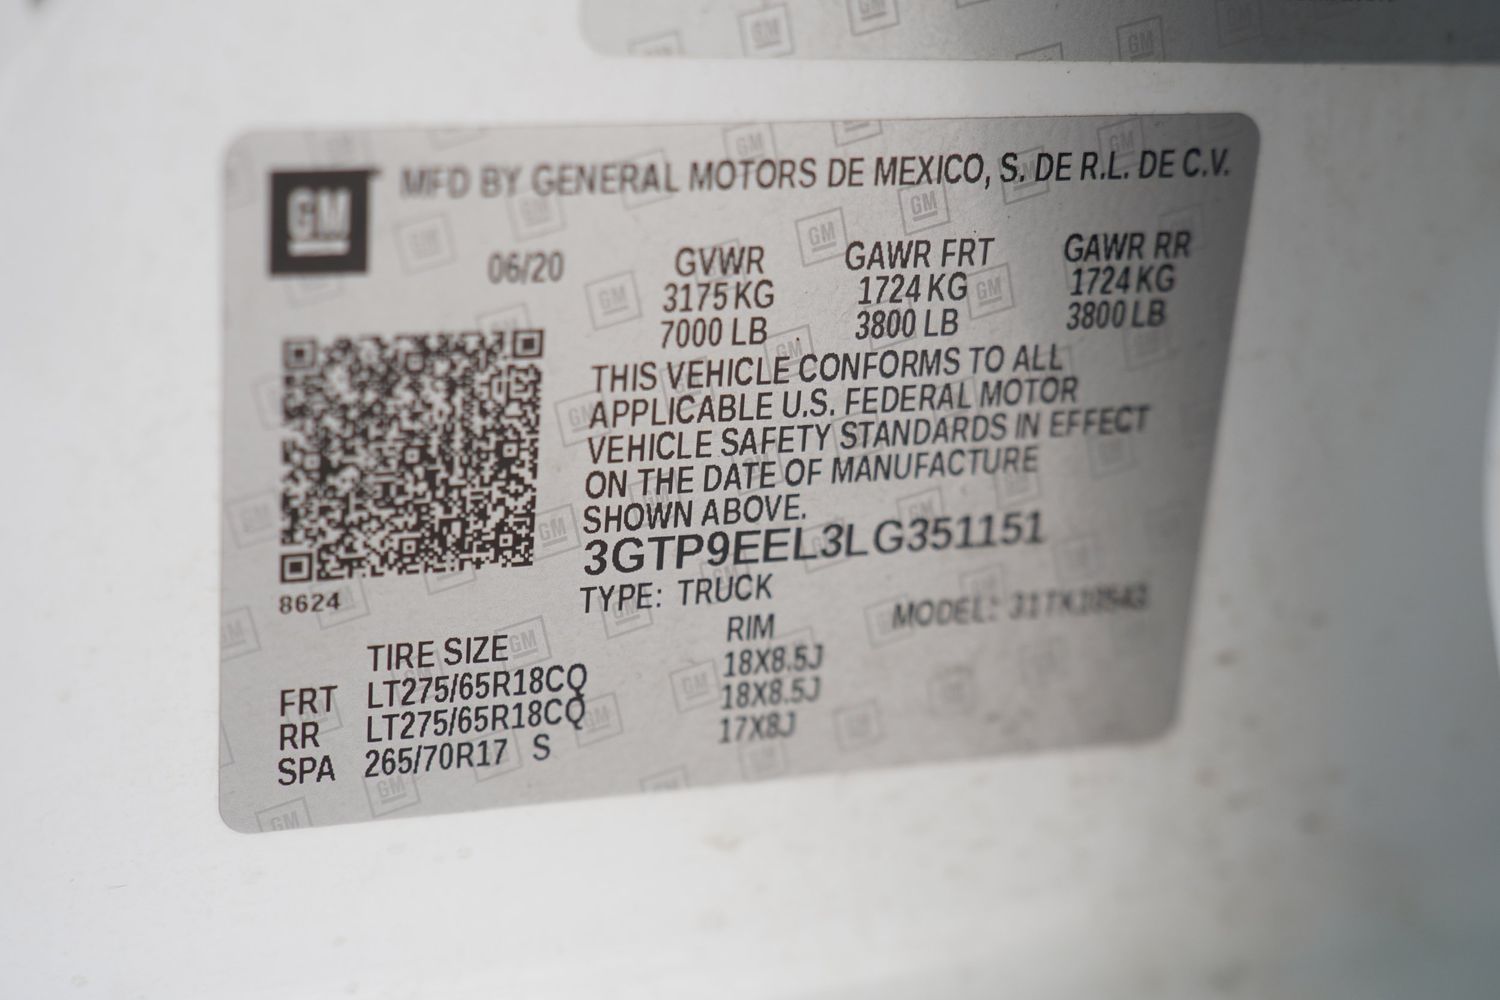 GM MFD BY GENERAL MOTORS DE MEXICO, S. DE R.L. DE C.V.
06/20 GVWR GAWR FRT GAWR RR
3175 KG 1724 KG 1724 KG
7000 LB 3800 LB 3800 LB
THIS VEHICLE CONFORMS TO ALL
APPLICABLE U.S. FEDERAL MOTOR
VEHICLE SAFETY STANDARDS IN EFFECT
ON THE DATE OF MANUFACTURE
SHOWN ABOVE.
3GTP9EEL3LG351151
8624 TYPE: TRUCK MODEL:
TIRE SIZE RIM
FRT LT275/65R18CQ 18X8.5J
RR LT275/65R18CQ 18X8.5J
SPA 265/70R17 S 17X8J